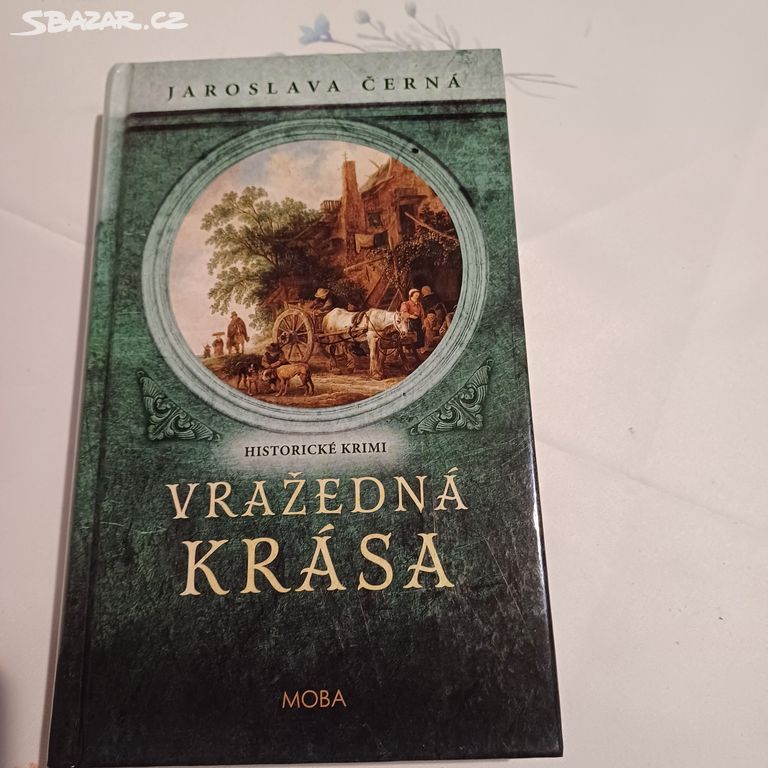 SBAZAR.CZ
JAROSLAVA ČERNÁ
HISTORICKÉ KRIMI
VRAŽEDNÁ
KRÁSA
MOBA